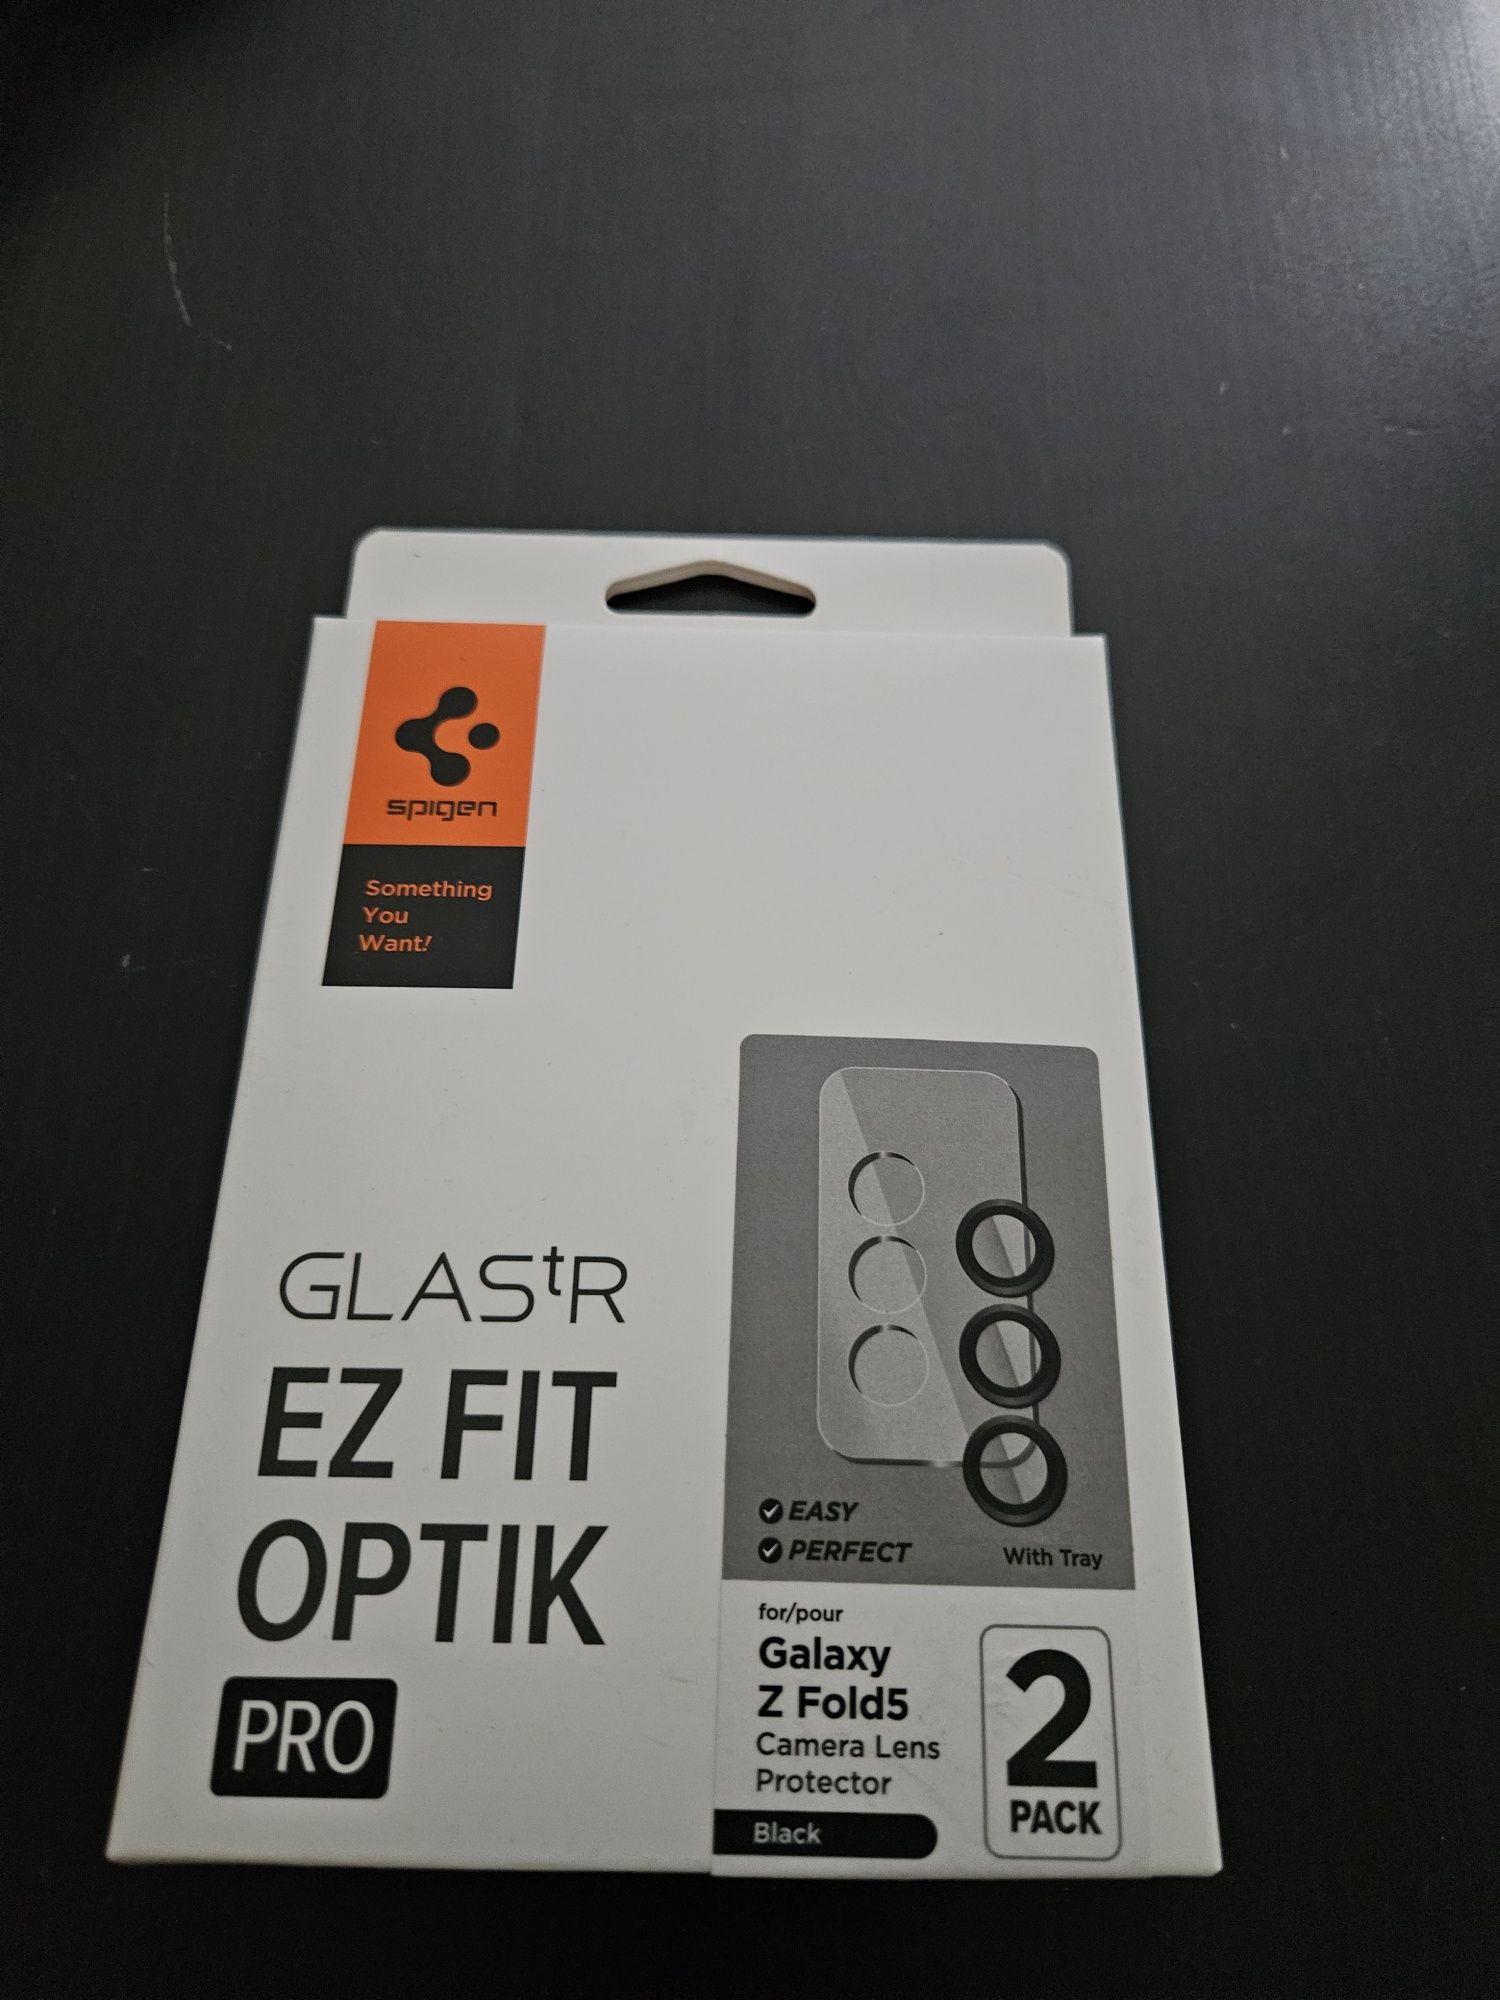 spigen
Something
You
Want!
GLAStR
EZ FIT
OPTIK
PRO
EASY
PERFECT
With Tray
for/pour
Galaxy
Z Fold5
Camera Lens
Protector
Black
2
PACK